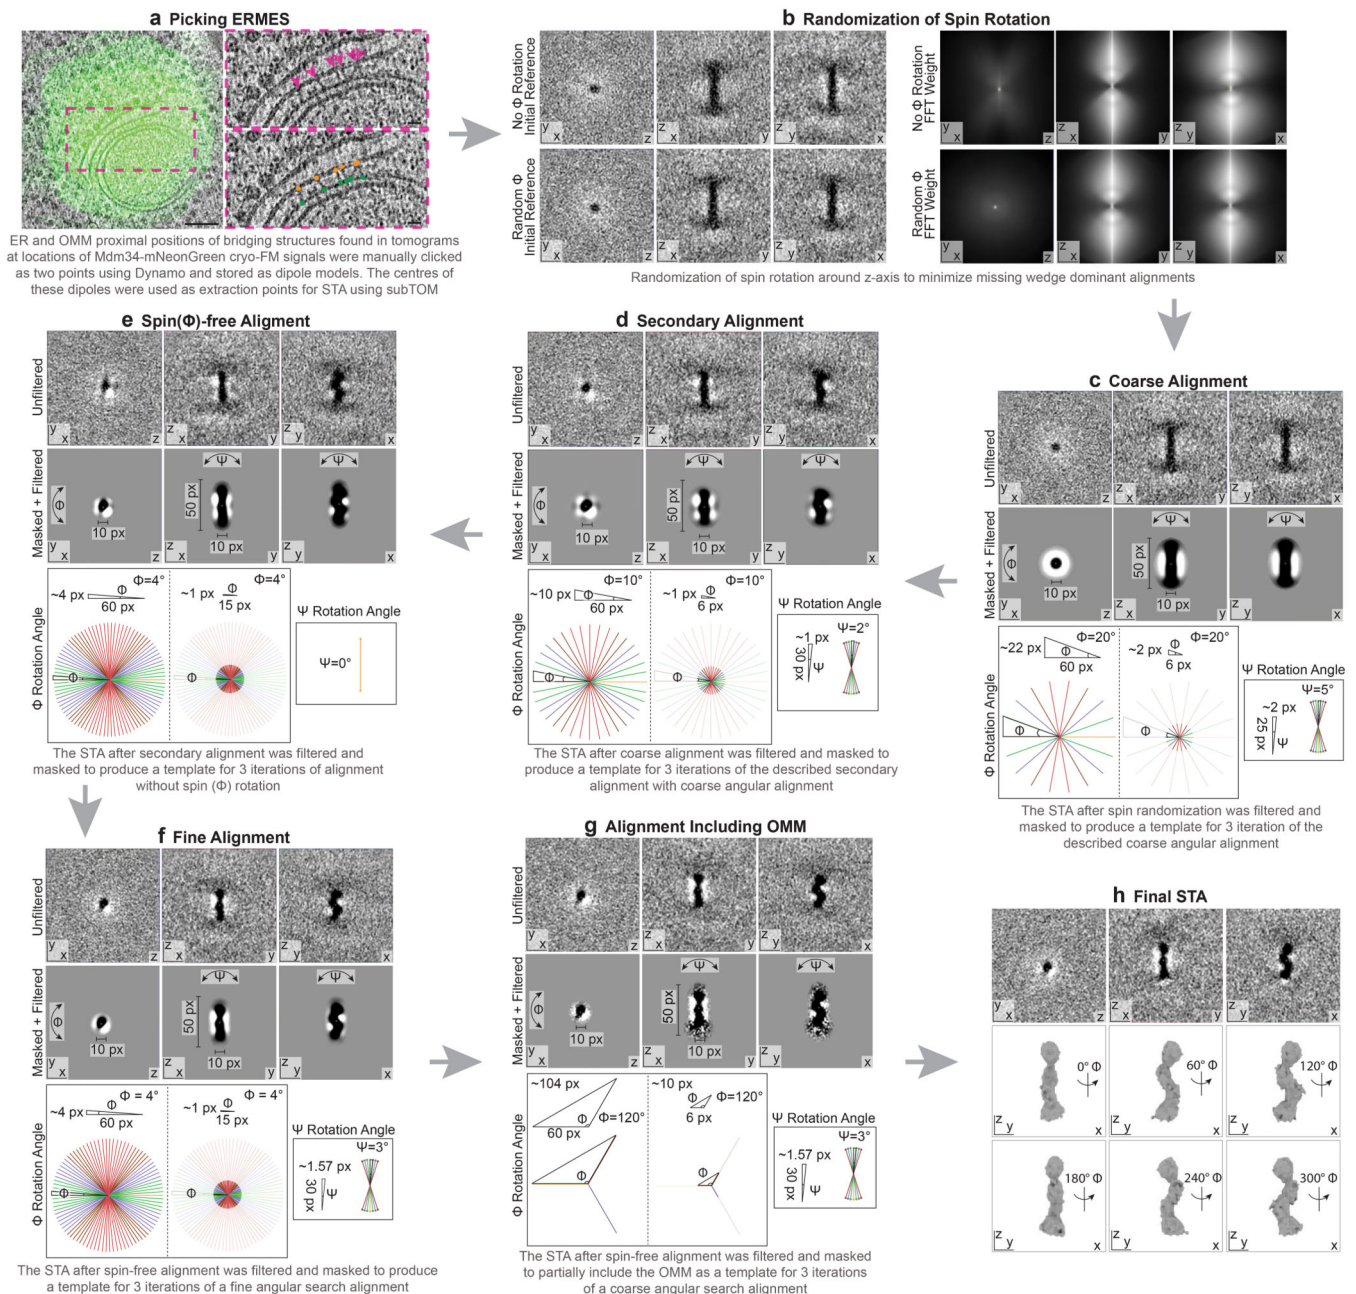 a Picking ERMES
ER and OMM proximal positions of bridging structures found in tomograms
at locations of Mdm34-mNeonGreen cryo-FM signals were manually clicked
as two points using Dynamo and stored as dipole models. The centres of
these dipoles were used as extraction points for STA using subTOM
b Randomization of Spin Rotation
No Φ Rotation
Initial Reference
y x z
z x y
z y x
No Φ Rotation
FFT Weight
y x z
z x y
z y x
Random Φ
Initial Reference
y x z
z x y
z y x
Random Φ
FFT Weight
y x z
z x y
z y x
Randomization of spin rotation around z-axis to minimize missing wedge dominant alignments
c Coarse Alignment
Unfiltered
y x z
z x y
z y x
Masked + Filtered
Φ
10 px
y x z
Ψ
50 px
10 px
z x y
Ψ
z y x
Φ Rotation Angle
~22 px
Φ
Φ=20°
60 px
Φ
~2 px
Φ
Φ=20°
6 px
Φ
Ψ Rotation Angle
Ψ=5°
~2 px
25 px
Ψ
The STA after spin randomization was filtered and
masked to produce a template for 3 iteration of the
described coarse angular alignment
d Secondary Alignment
Unfiltered
y x z
z x y
z y x
Masked + Filtered
Φ
10 px
y x z
Ψ
50 px
10 px
z x y
Ψ
z y x
Φ Rotation Angle
Φ=10°
~10 px
Φ
60 px
Φ
Φ=10°
~1 px
Φ
6 px
Φ
Ψ Rotation Angle
~1 px
Ψ=2°
30 px
Ψ
The STA after coarse alignment was filtered and masked to
produce a template for 3 iterations of the described secondary
alignment with coarse angular alignment
e Spin(Φ)-free Aligment
Unfiltered
y x z
z x y
z y x
Masked + Filtered
Φ
10 px
y x z
Ψ
50 px
10 px
z x y
Ψ
z y x
Φ Rotation Angle
Φ=4°
~4 px
Φ
60 px
Φ
Φ=4°
~1 px
Φ
15 px
Φ
Ψ Rotation Angle
Ψ=0°
The STA after secondary alignment was filtered and
masked to produce a template for 3 iterations of alignment
without spin (Φ) rotation
f Fine Alignment
Unfiltered
y x z
z x y
z y x
Masked + Filtered
Φ
10 px
y x z
Ψ
50 px
10 px
z x y
Ψ
z y x
Φ Rotation Angle
Φ = 4°
~4 px
Φ
60 px
Φ
Φ = 4°
~1 px
Φ
15 px
Φ
Ψ Rotation Angle
Ψ=3°
~1.57 px
30 px
Ψ
The STA after spin-free alignment was filtered and masked to produce
a template for 3 iterations of a fine angular search alignment
g Alignment Including OMM
Unfiltered
y x z
z x y
z y x
Masked + Filtered
Φ
10 px
y x z
Ψ
50 px
10 px
z x y
Ψ
z y x
Φ Rotation Angle
~104 px
Φ
Φ=120°
60 px
Φ
~10 px
Φ
Φ=120°
6 px
Φ
Ψ Rotation Angle
Ψ=3°
~1.57 px
30 px
Ψ
The STA after spin-free alignment was filtered and masked
to partially include the OMM as a template for 3 iterations
of a coarse angular search alignment
h Final STA
y x z
z x y
z y x
0° Φ
z y x
60° Φ
z y x
120° Φ
z y x
180° Φ
z y x
240° Φ
z y x
300° Φ
z y x